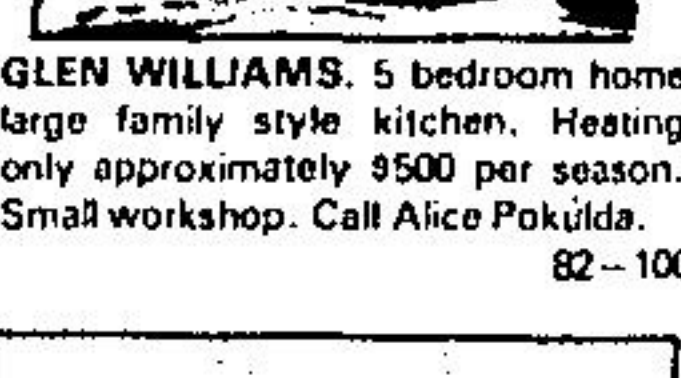 GLEN WILLIAMS. 5 bedroom home
large family style kitchen. Heating
only approximately $500 per season.
Small workshop. Call Alice Pokulda.
82 – 100